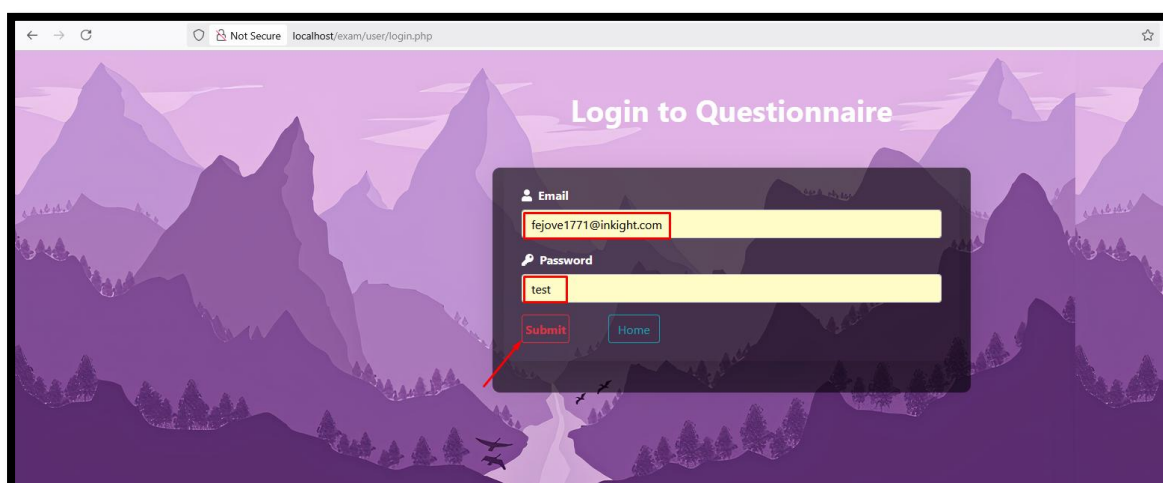 Not Secure localhost/exam/user/login.php
Login to Questionnaire
Email
fejove1771@inkight.com
Password
test
Submit Home